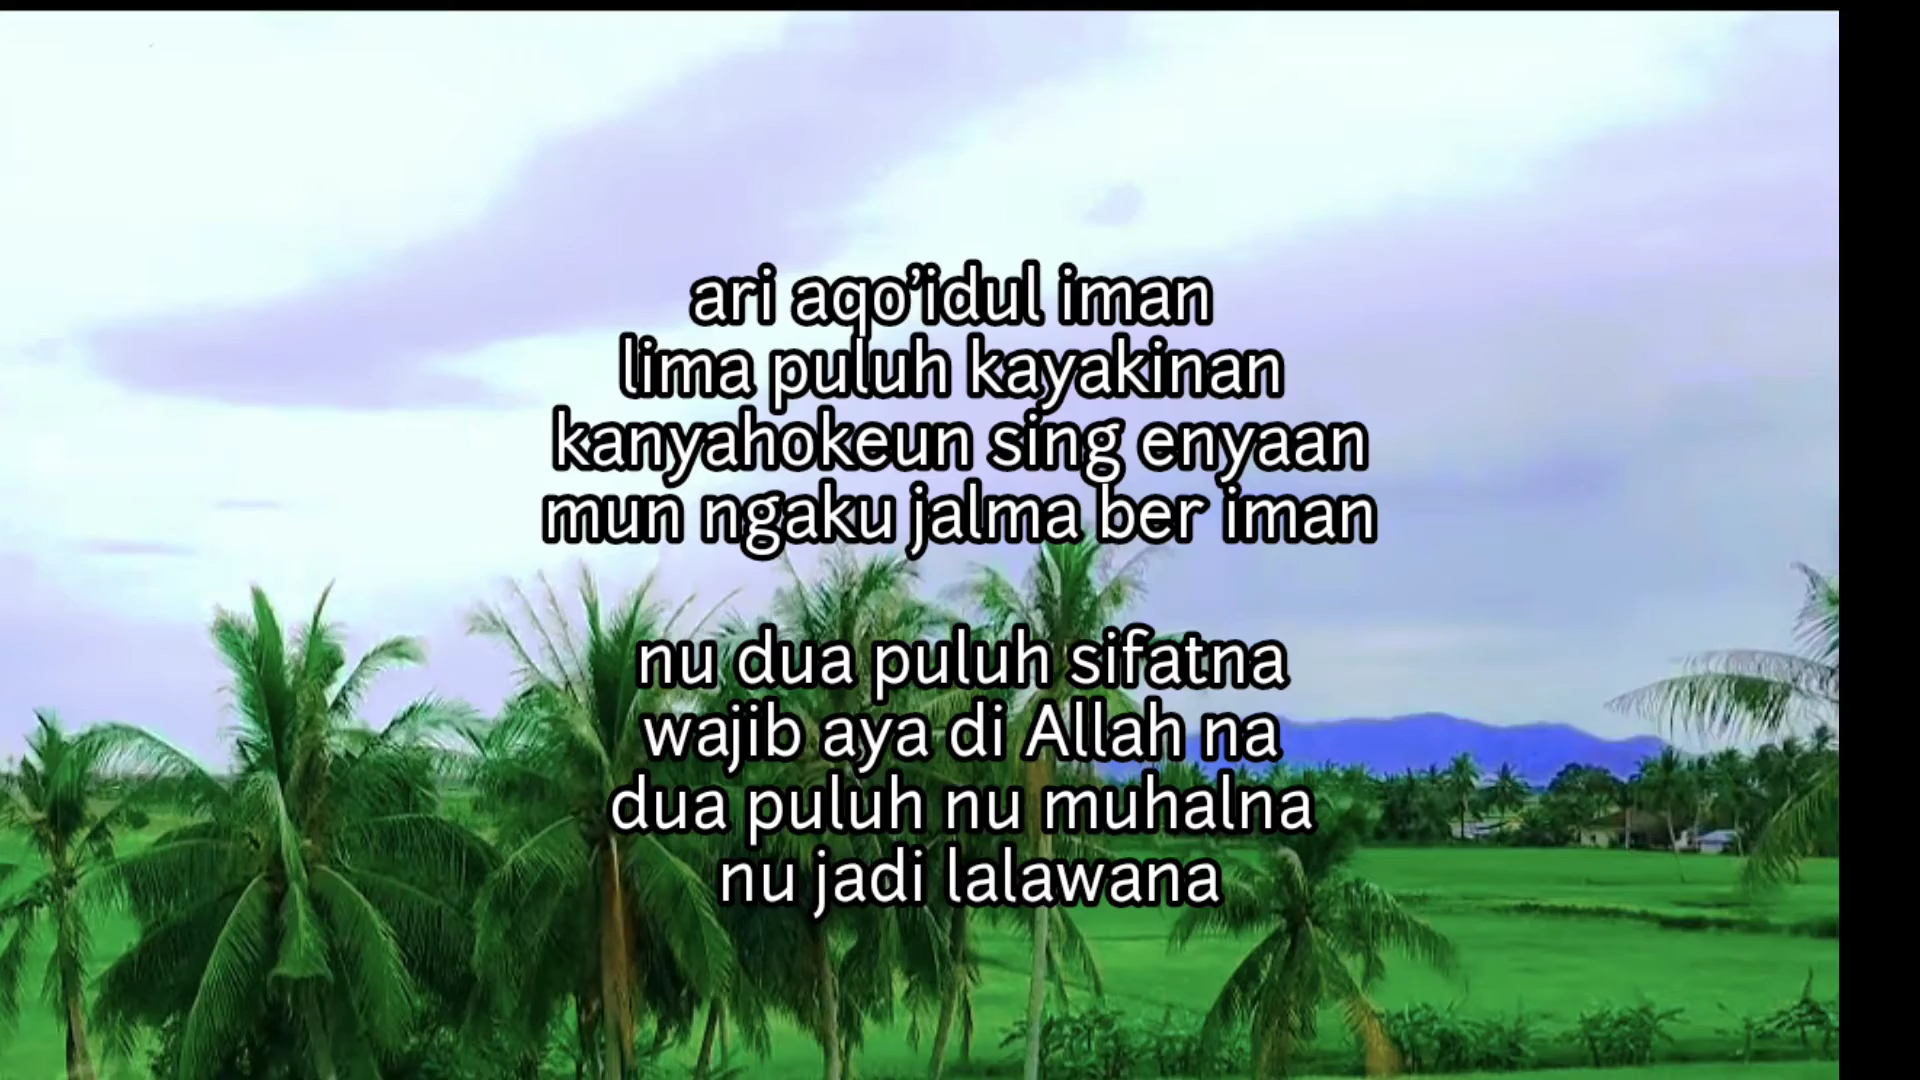 ari aqo’idul iman
lima puluh kayakinan
kanyahokeun sing enyaan
mun ngaku jalma ber iman
nu dua puluh sifatna
wajib aya di Allah na
dua puluh nu muhalna
nu jadi lalawana